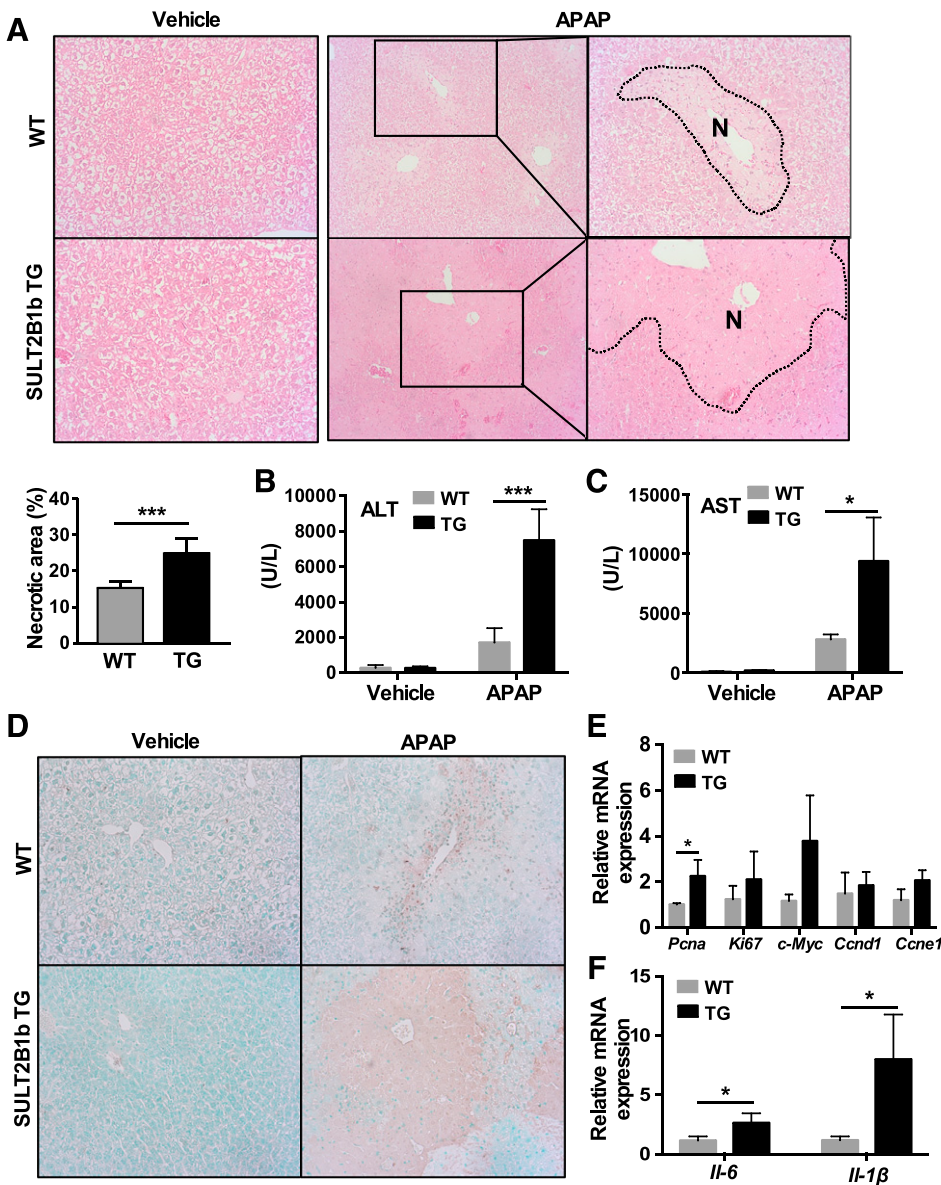 A
Vehicle
APAP
WT
N
SULT2B1b TG
N
Necrotic area (%)
40
30
20
10
0
***
WT
TG
B
ALT
WT
TG
(U/L)
10000
8000
6000
4000
2000
0
***
Vehicle
APAP
C
AST
WT
TG
(U/L)
15000
10000
5000
0
*
Vehicle
APAP
D
Vehicle
APAP
WT
SULT2B1b TG
E
WT
TG
Relative mRNA
expression
8
6
4
2
0
*
Pcna
Ki67
c-Myc
Ccnd1
Ccne1
F
WT
TG
Relative mRNA
expression
15
10
5
0
*
*
Il-6
Il-1β